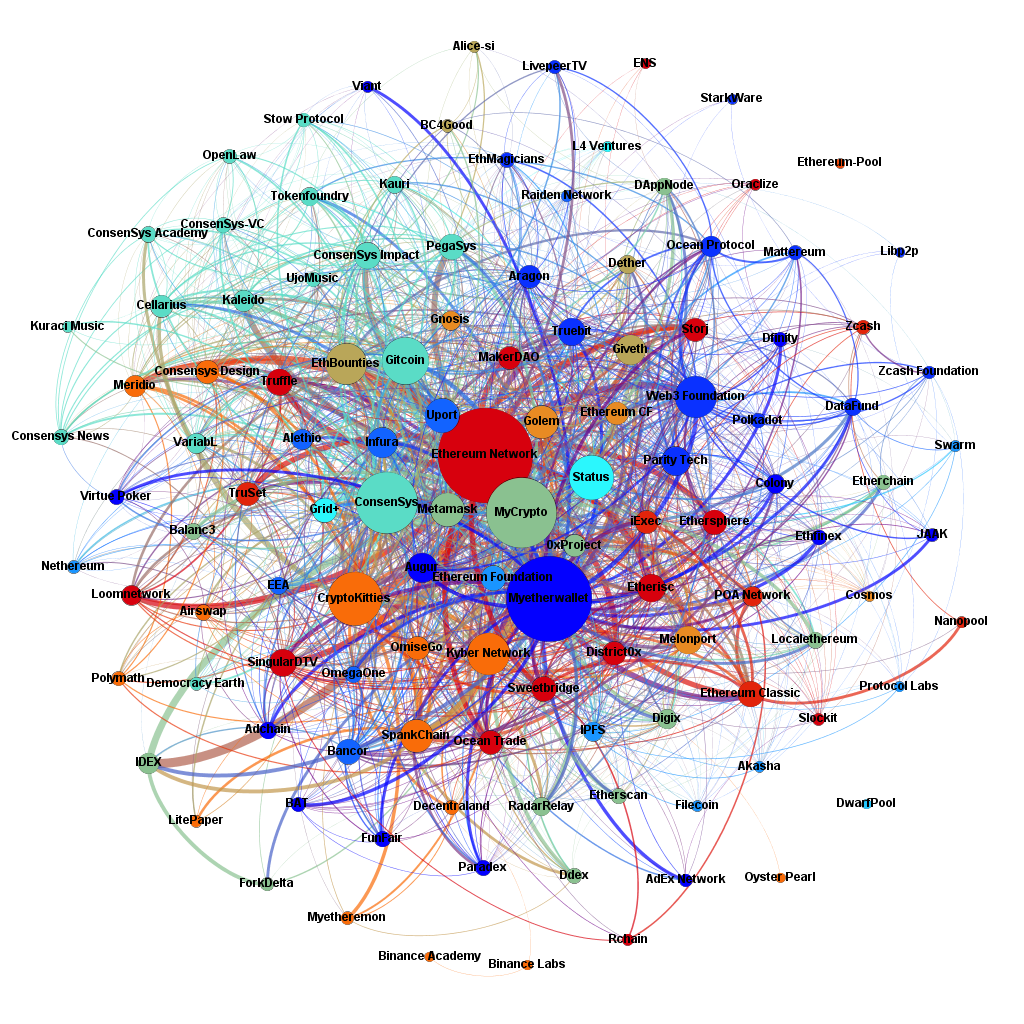 Alice-si
LivepeerTV
ENS
Viant
StarkWare
Stow Protocol
BC4Good
OpenLaw
EthMagicians
L4 Ventures
Ethereum-Pool
Kauri
Tokenfoundry
Raiden Network
DAppNode
Oraclize
ConsenSys-VC
ConsenSys Academy
ConsenSys Impact
PegaSys
Ocean Protocol
Mattereum
Libp2p
Dether
UjoMusic
Aragon
Cellarius
Kaleido
Kuraci Music
Gnosis
Truebit
Storj
Zcash
Dfinity
Giveth
MakerDAO
EthBounties
Gitcoin
Consensys Design
Truffle
Meridio
Zcash Foundation
Web3 Foundation
DataFund
Uport
Golem
Ethereum CF
Polkadot
Consensys News
VariabL
Alethio
Infura
Ethereum Network
Swarm
Parity Tech
Status
Colony
Etherchain
Virtue Poker
TruSet
Grid+
ConsenSys
Metamask
MyCrypto
iExec
Ethersphere
Balanc3
0xProject
Ethinex
JAAK
Nethereum
Augur
Ethereum Foundation
EEA
Etherisc
Loomnetwork
CryptoKitties
Myetherwallet
POA Network
Cosmos
Airswap
Nanopool
Melonport
Localethereum
OmiseGo
Kyber Network
District0x
SingularDTV
OmegaOne
Polymath
Democracy Earth
Sweetbridge
Ethereum Classic
Protocol Labs
Adchain
SpankChain
Ocean Trade
IPFS
Digix
Slockit
Bancor
IDEX
Akasha
BAT
Decentraland
RadarRelay
Etherscan
Filecoin
DwarfPool
LitePaper
FunFair
Paradex
Ddex
AdEx Network
Oyster Pearl
ForkDelta
Myetheremon
Rchain
Binance Academy
Binance Labs